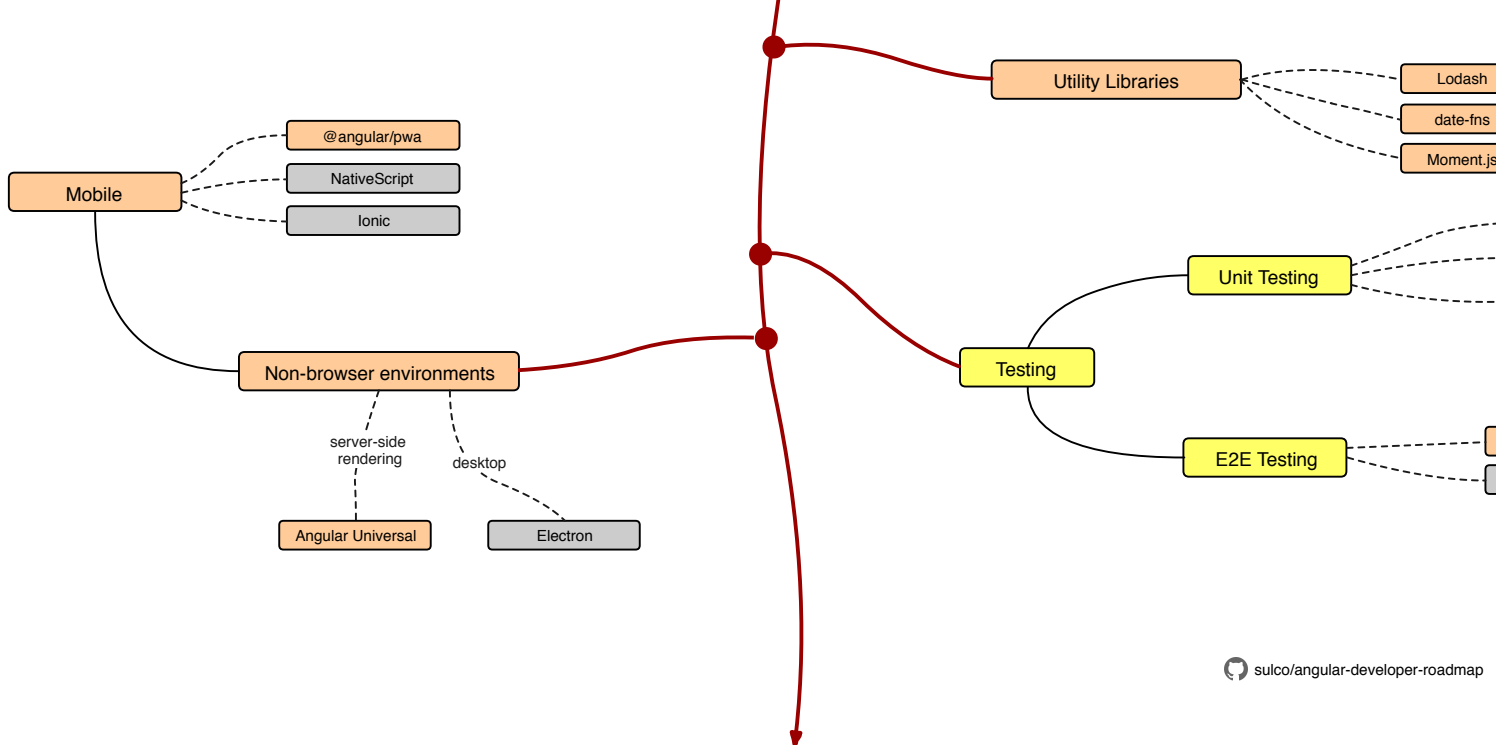 Utility Libraries
Lodash
date-fns
Moment.js
@angular/pwa
NativeScript
Ionic
Mobile
Unit Testing
Testing
E2E Testing
Non-browser environments
server-side
rendering
desktop
Angular Universal
Electron
sulco/angular-developer-roadmap